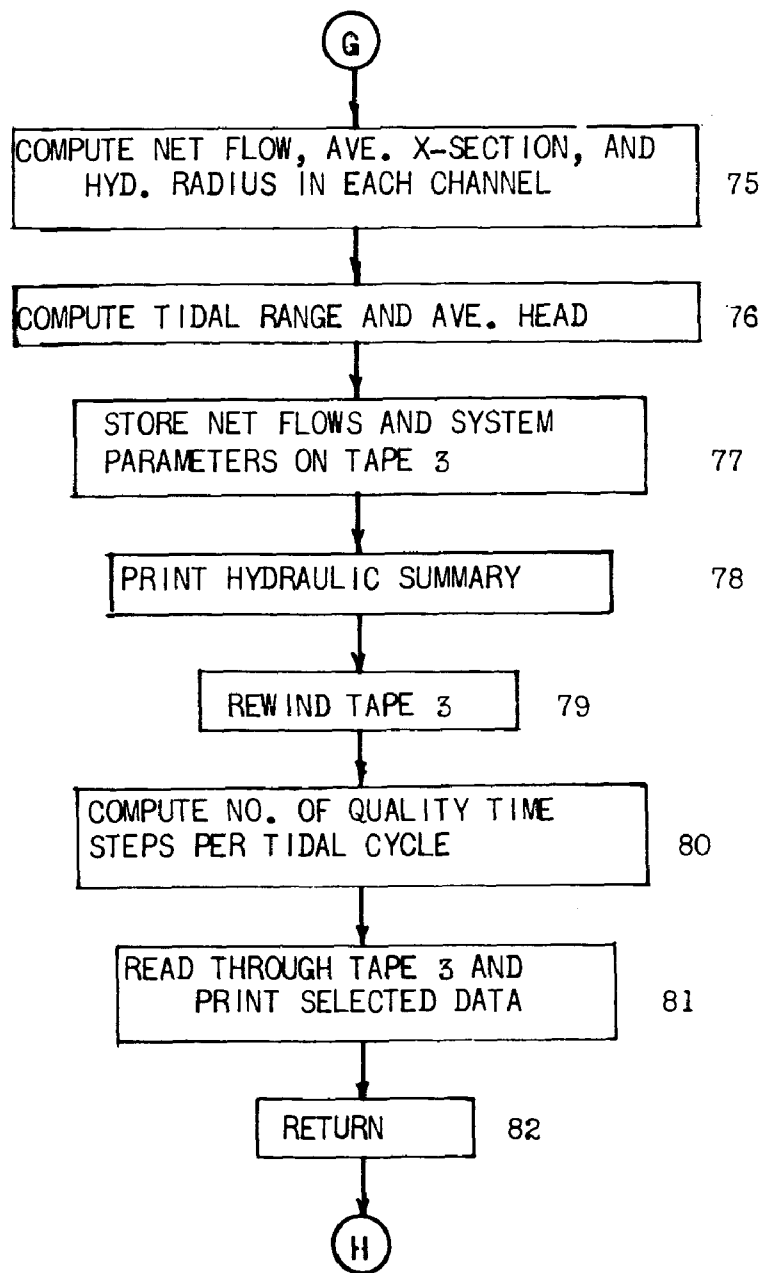 G
COMPUTE NET FLOW, AVE. X-SECTION, AND
HYD. RADIUS IN EACH CHANNEL
75
COMPUTE TIDAL RANGE AND AVE. HEAD
76
STORE NET FLOWS AND SYSTEM
PARAMETERS ON TAPE 3
77
PRINT HYDRAULIC SUMMARY
78
REWIND TAPE 3
79
COMPUTE NO. OF QUALITY TIME
STEPS PER TIDAL CYCLE
80
READ THROUGH TAPE 3 AND
PRINT SELECTED DATA
81
RETURN
82
H